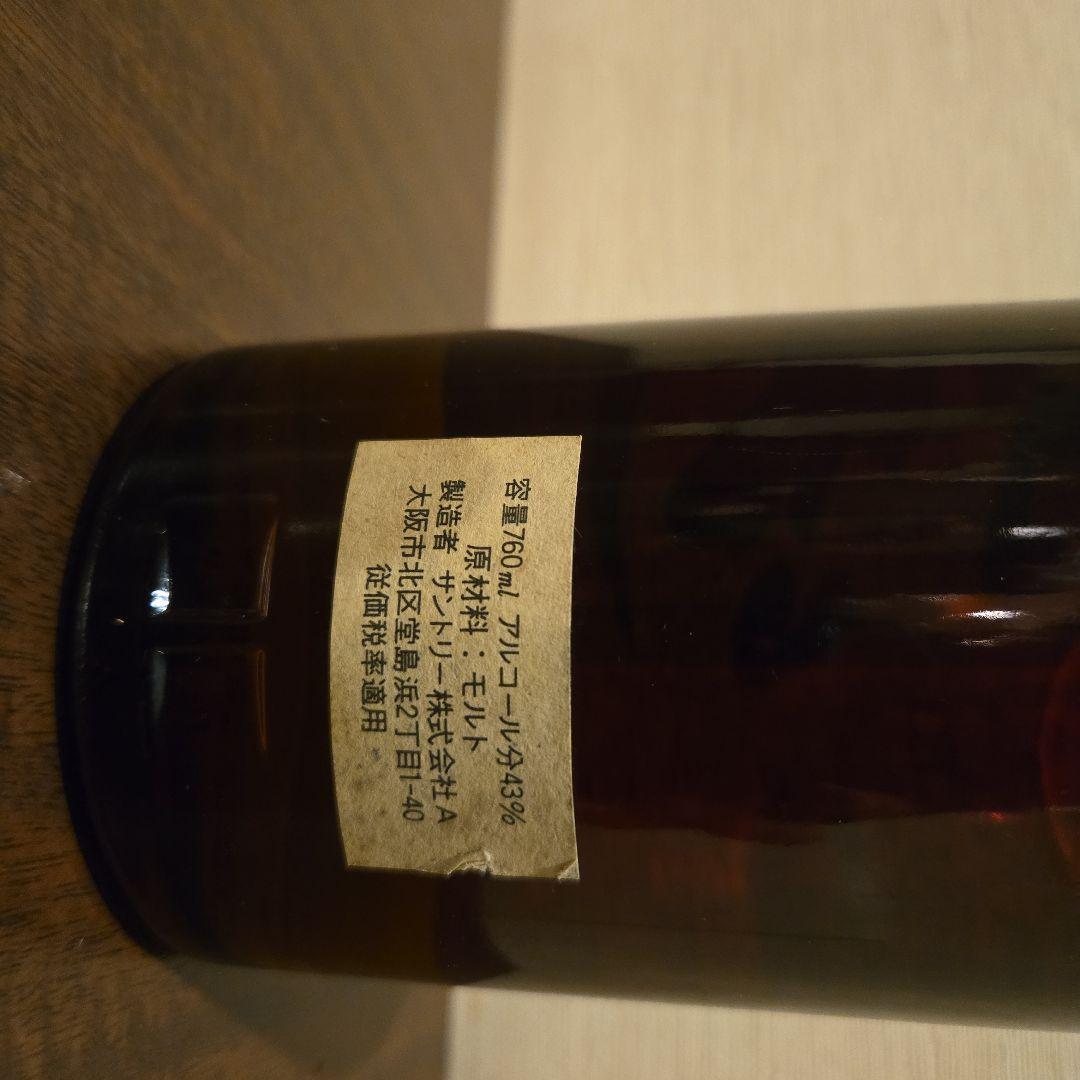 容量760ml アルコール分43%
原材料：モルト
製造者 サントリー株式会社A
大阪市北区堂島浜2丁目1-40
従価税率適用